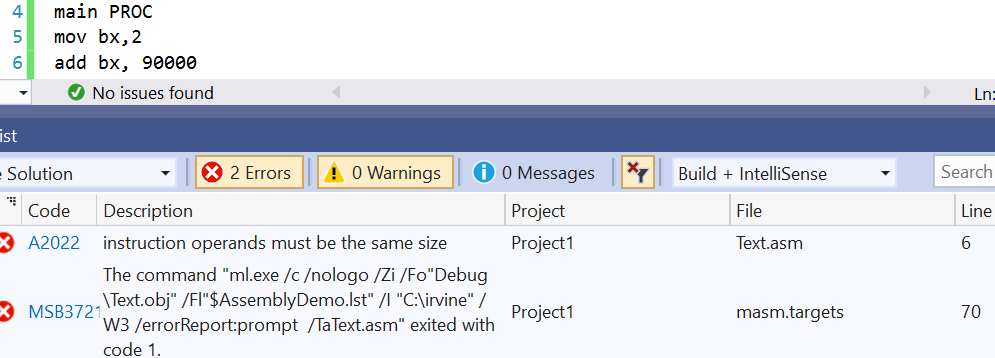 4 main PROC
5 mov bx,2
6 add bx, 90000
No issues found
Ln:
ist
e Solution
2 Errors
0 Warnings
0 Messages
Build + IntelliSense
Search
Code Description Project File Line
A2022 instruction operands must be the same size Project1 Text.asm 6
The command "ml.exe /c /nologo /Zi /Fo"Debug
\Text.obj" /Fl"$AssemblyDemo.lst" /I "C:\irvine" /
MSB3721 Project1 masm.targets 70
W3 /errorReport:prompt  /TaText.asm" exited with
code 1.